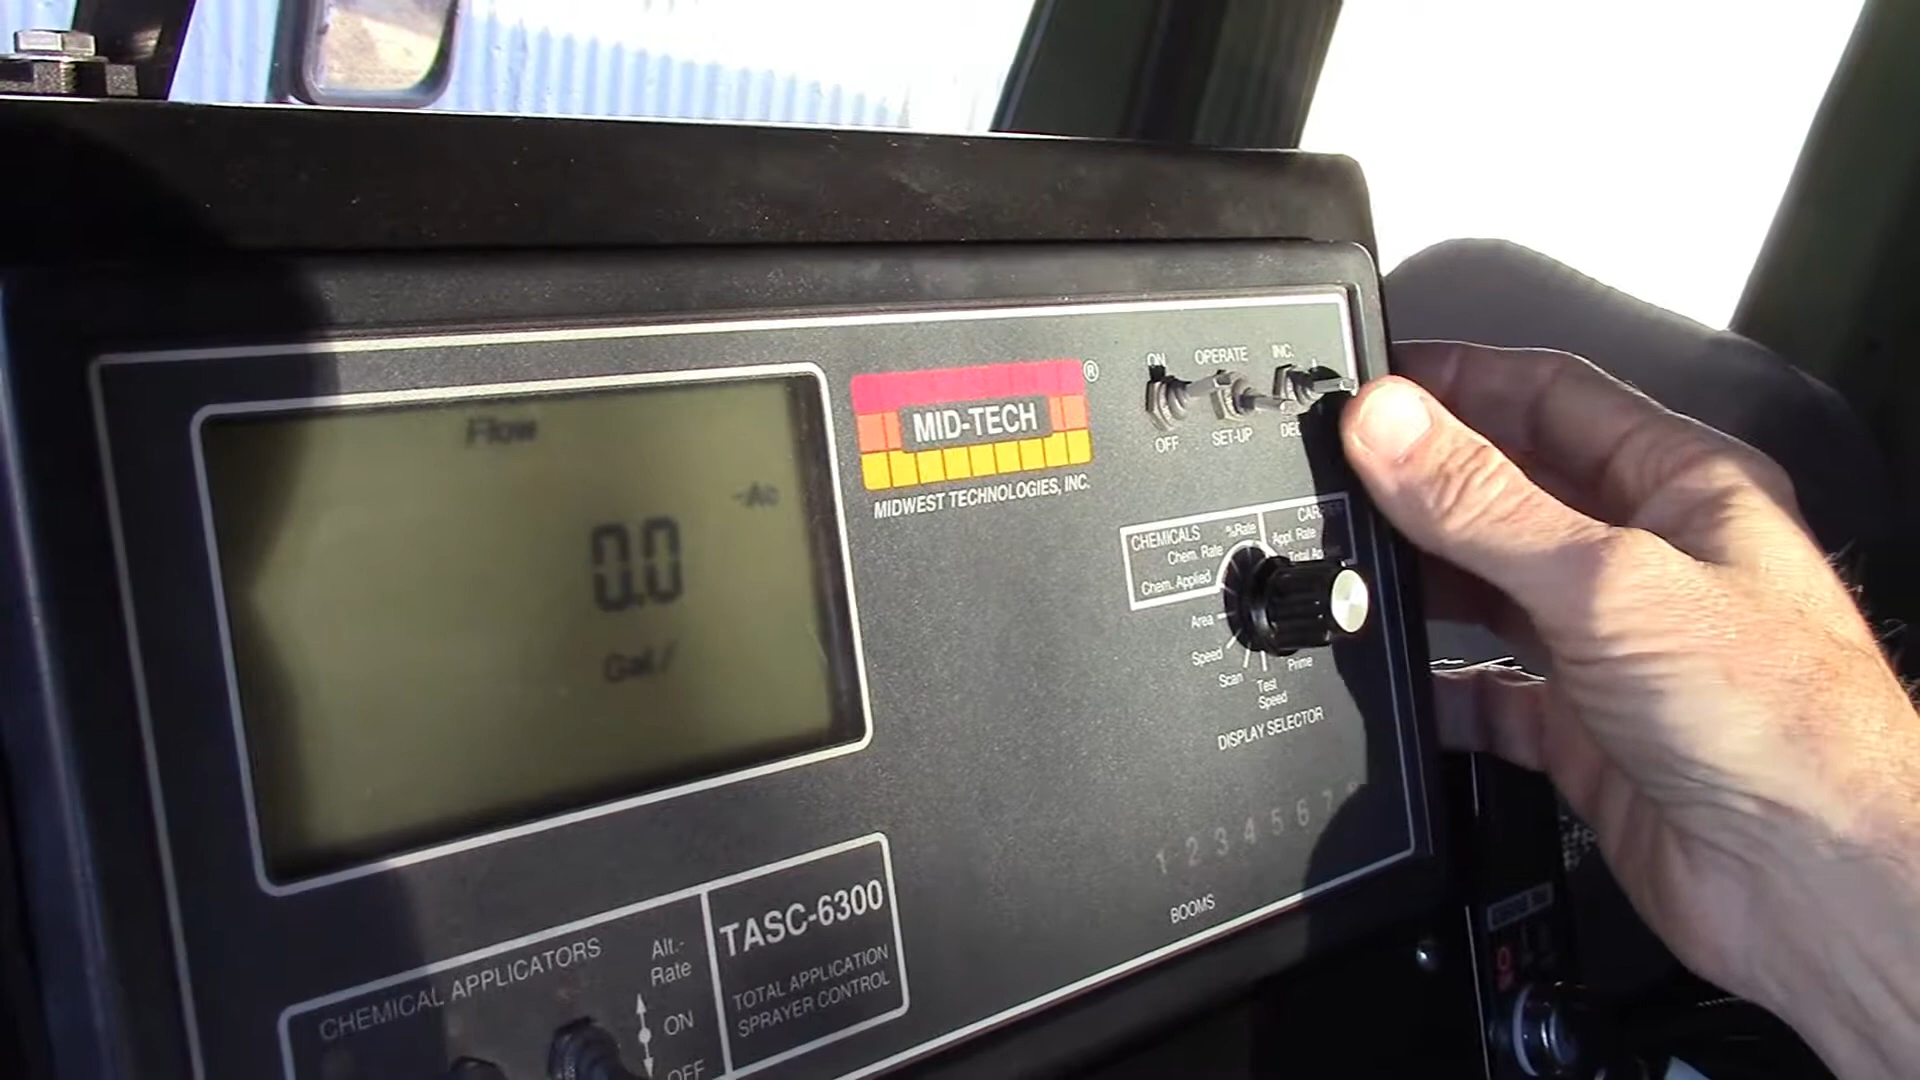 Flow
-Ac
0.0
Gal/
MID-TECH
®
MIDWEST TECHNOLOGIES, INC.
ON
OFF
OPERATE
SET-UP
INC.
CHEMICALS
%Rate
Chem. Rate
Chem. Applied
Appl. Rate
Total
Area
Speed
Scan
Test
Speed
Prime
DISPLAY SELECTOR
1 2 3 4 5 6 7
BOOMS
CHEMICAL APPLICATORS
Alt.-
Rate
ON
OFF
TASC-6300
TOTAL APPLICATION
SPRAYER CONTROL